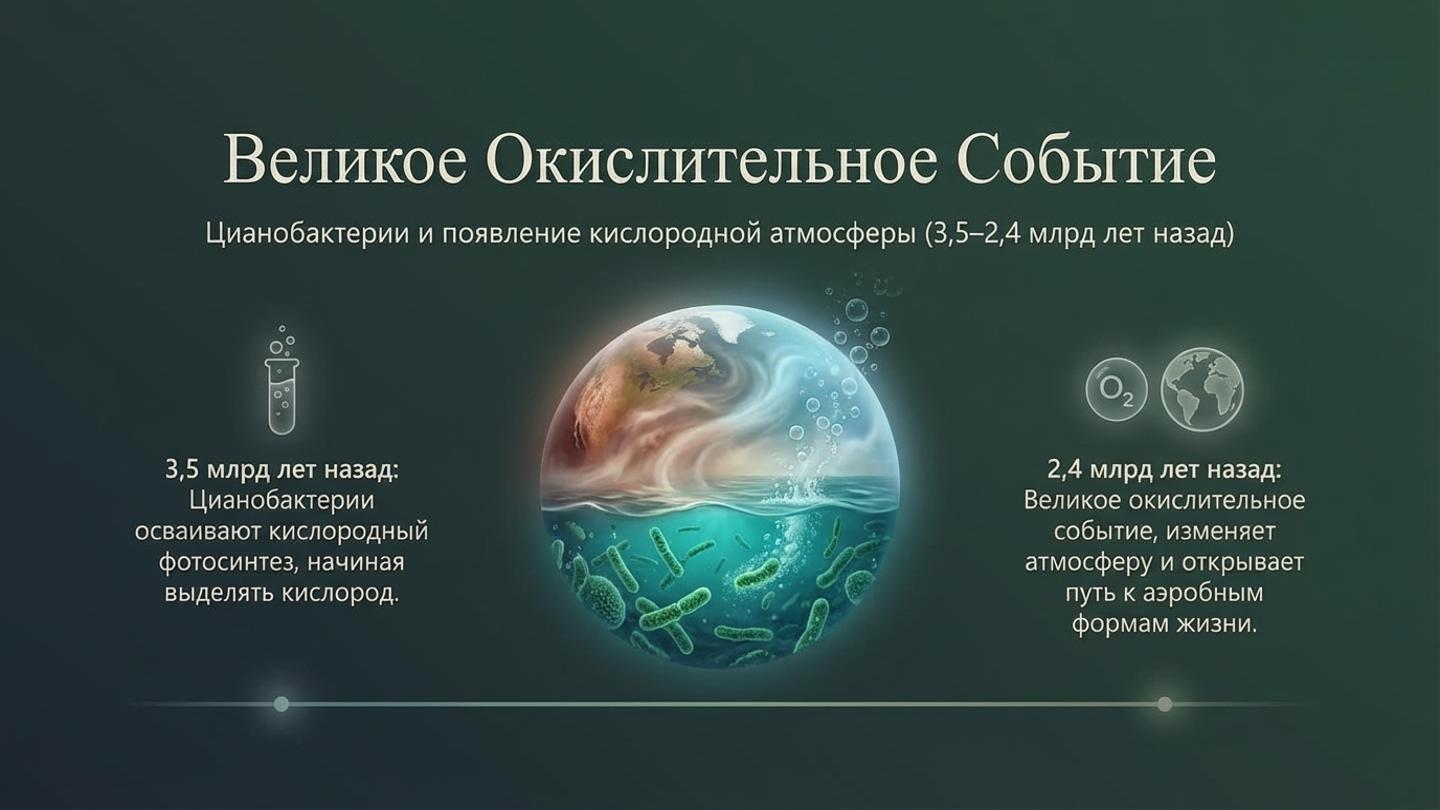 Великое Окислительное Событие
Цианобактерии и появление кислородной атмосферы (3,5–2,4 млрд лет назад)
3,5 млрд лет назад:
Цианобактерии
осваивают кислородный
фотосинтез, начиная
выделять кислород.
O₂
2,4 млрд лет назад:
Великое окислительное
событие, изменяет
атмосферу и открывает
путь к аэробным
формам жизни.